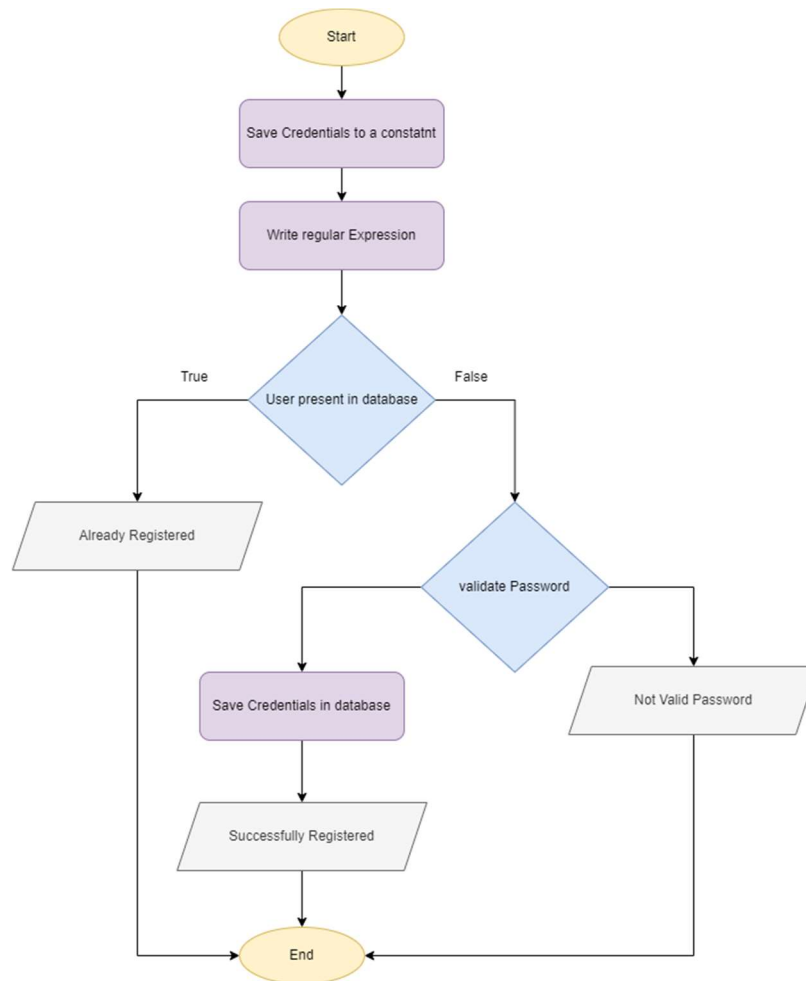 Start
Save Credentials to a constatnt
Write regular Expression
True
False
User present in database
Already Registered
validate Password
Save Credentials in database
Not Valid Password
Successfully Registered
End